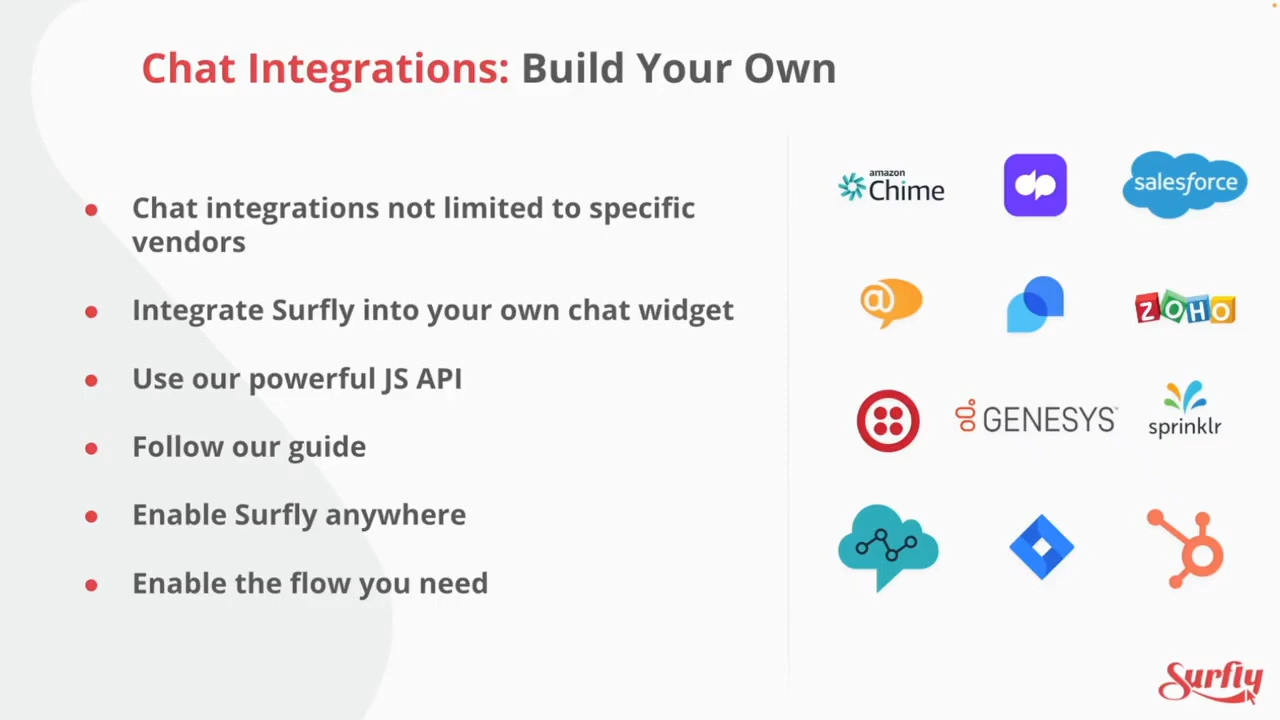 Chat Integrations: Build Your Own
Chat integrations not limited to specific
vendors
Integrate Surfly into your own chat widget
Use our powerful JS API
Follow our guide
Enable Surfly anywhere
Enable the flow you need
amazon
Chime
dp
salesforce
@
ZOHO
GENESYS™
sprinklr
Surfly